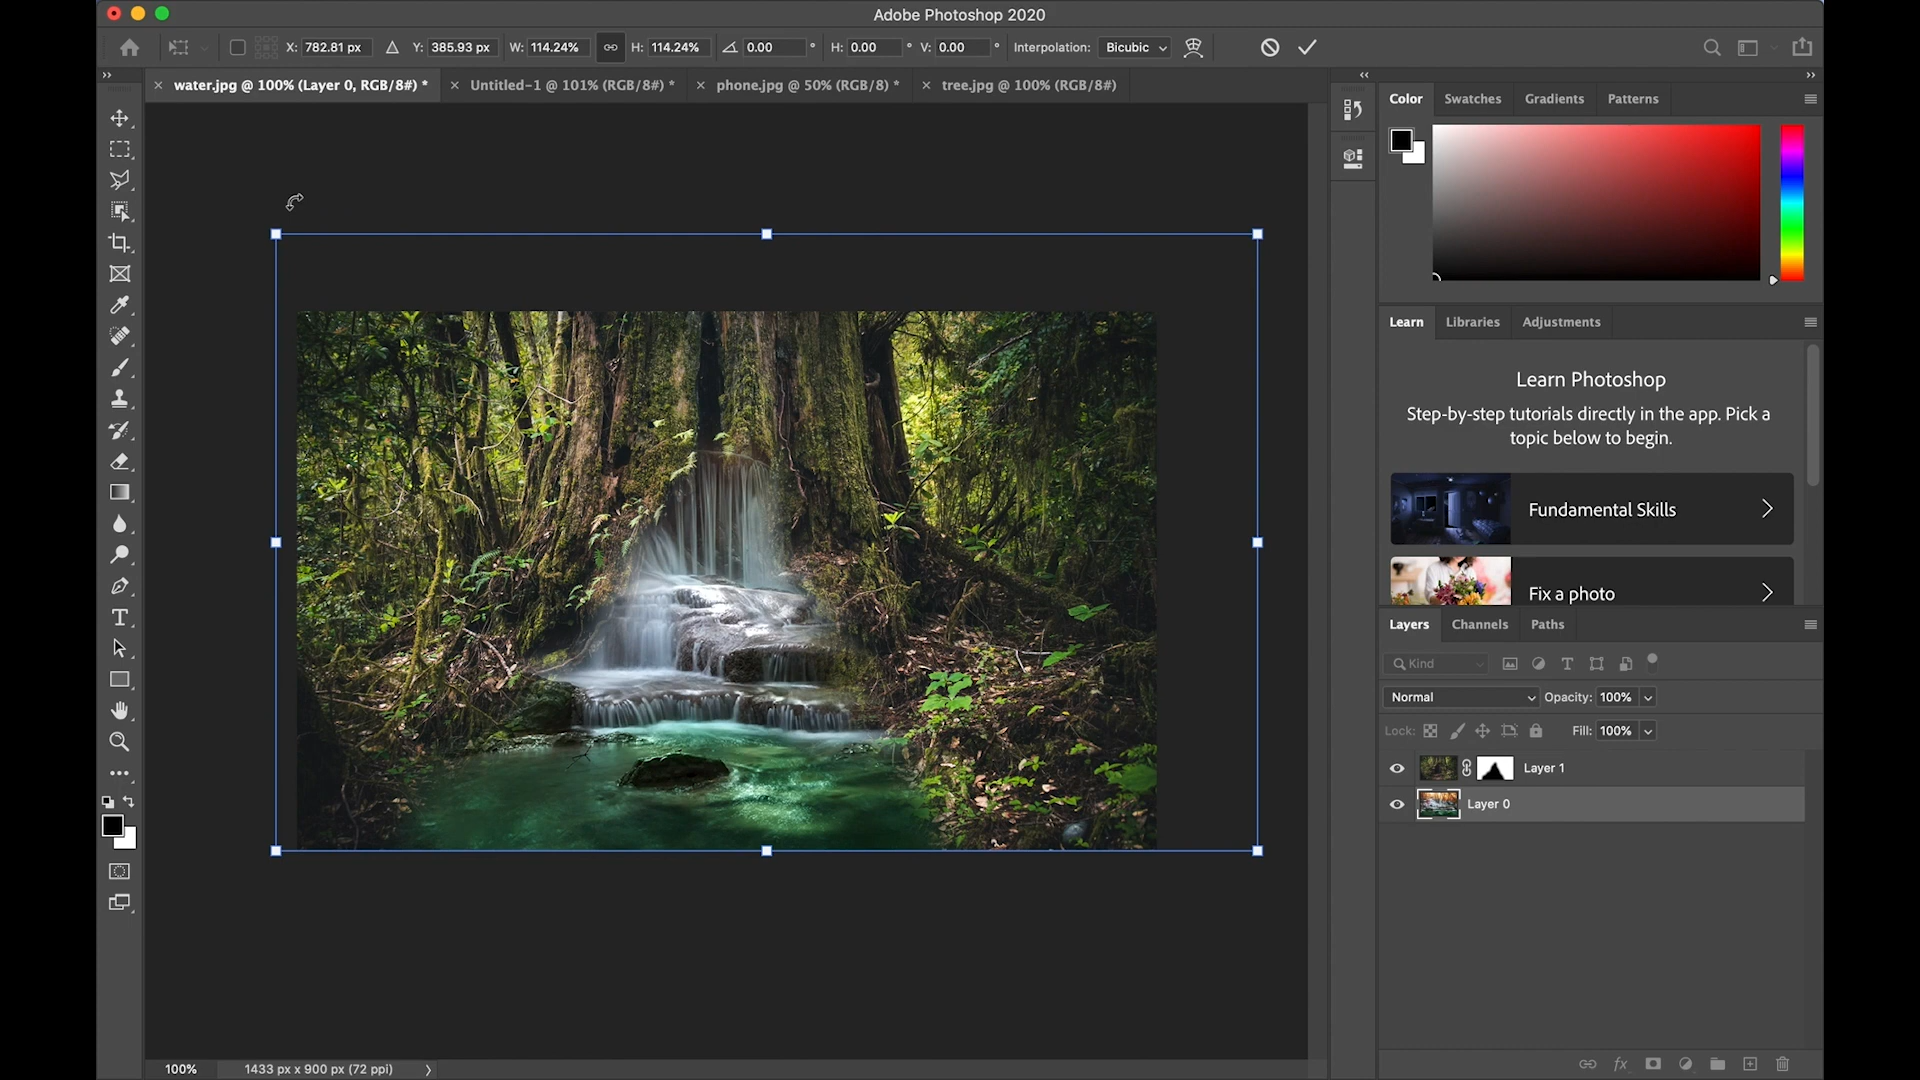 Adobe Photoshop 2020
X: 782.81 px Y: 385.93 px W: 114.24% H: 114.24% 0.00 ° H: 0.00 ° V: 0.00 ° Interpolation: Bicubic
water.jpg @ 100% (Layer 0, RGB/8#) * Untitled-1 @ 101% (RGB/8#) * phone.jpg @ 50% (RGB/8) * tree.jpg @ 100% (RGB/8#)
Color Swatches Gradients Patterns
Learn Libraries Adjustments
Learn Photoshop
Step-by-step tutorials directly in the app. Pick a
topic below to begin.
Fundamental Skills
Fix a photo
Layers Channels Paths
Kind
Normal Opacity: 100%
Lock: Fill: 100%
Layer 1
Layer 0
100% 1433 px x 900 px (72 ppi)